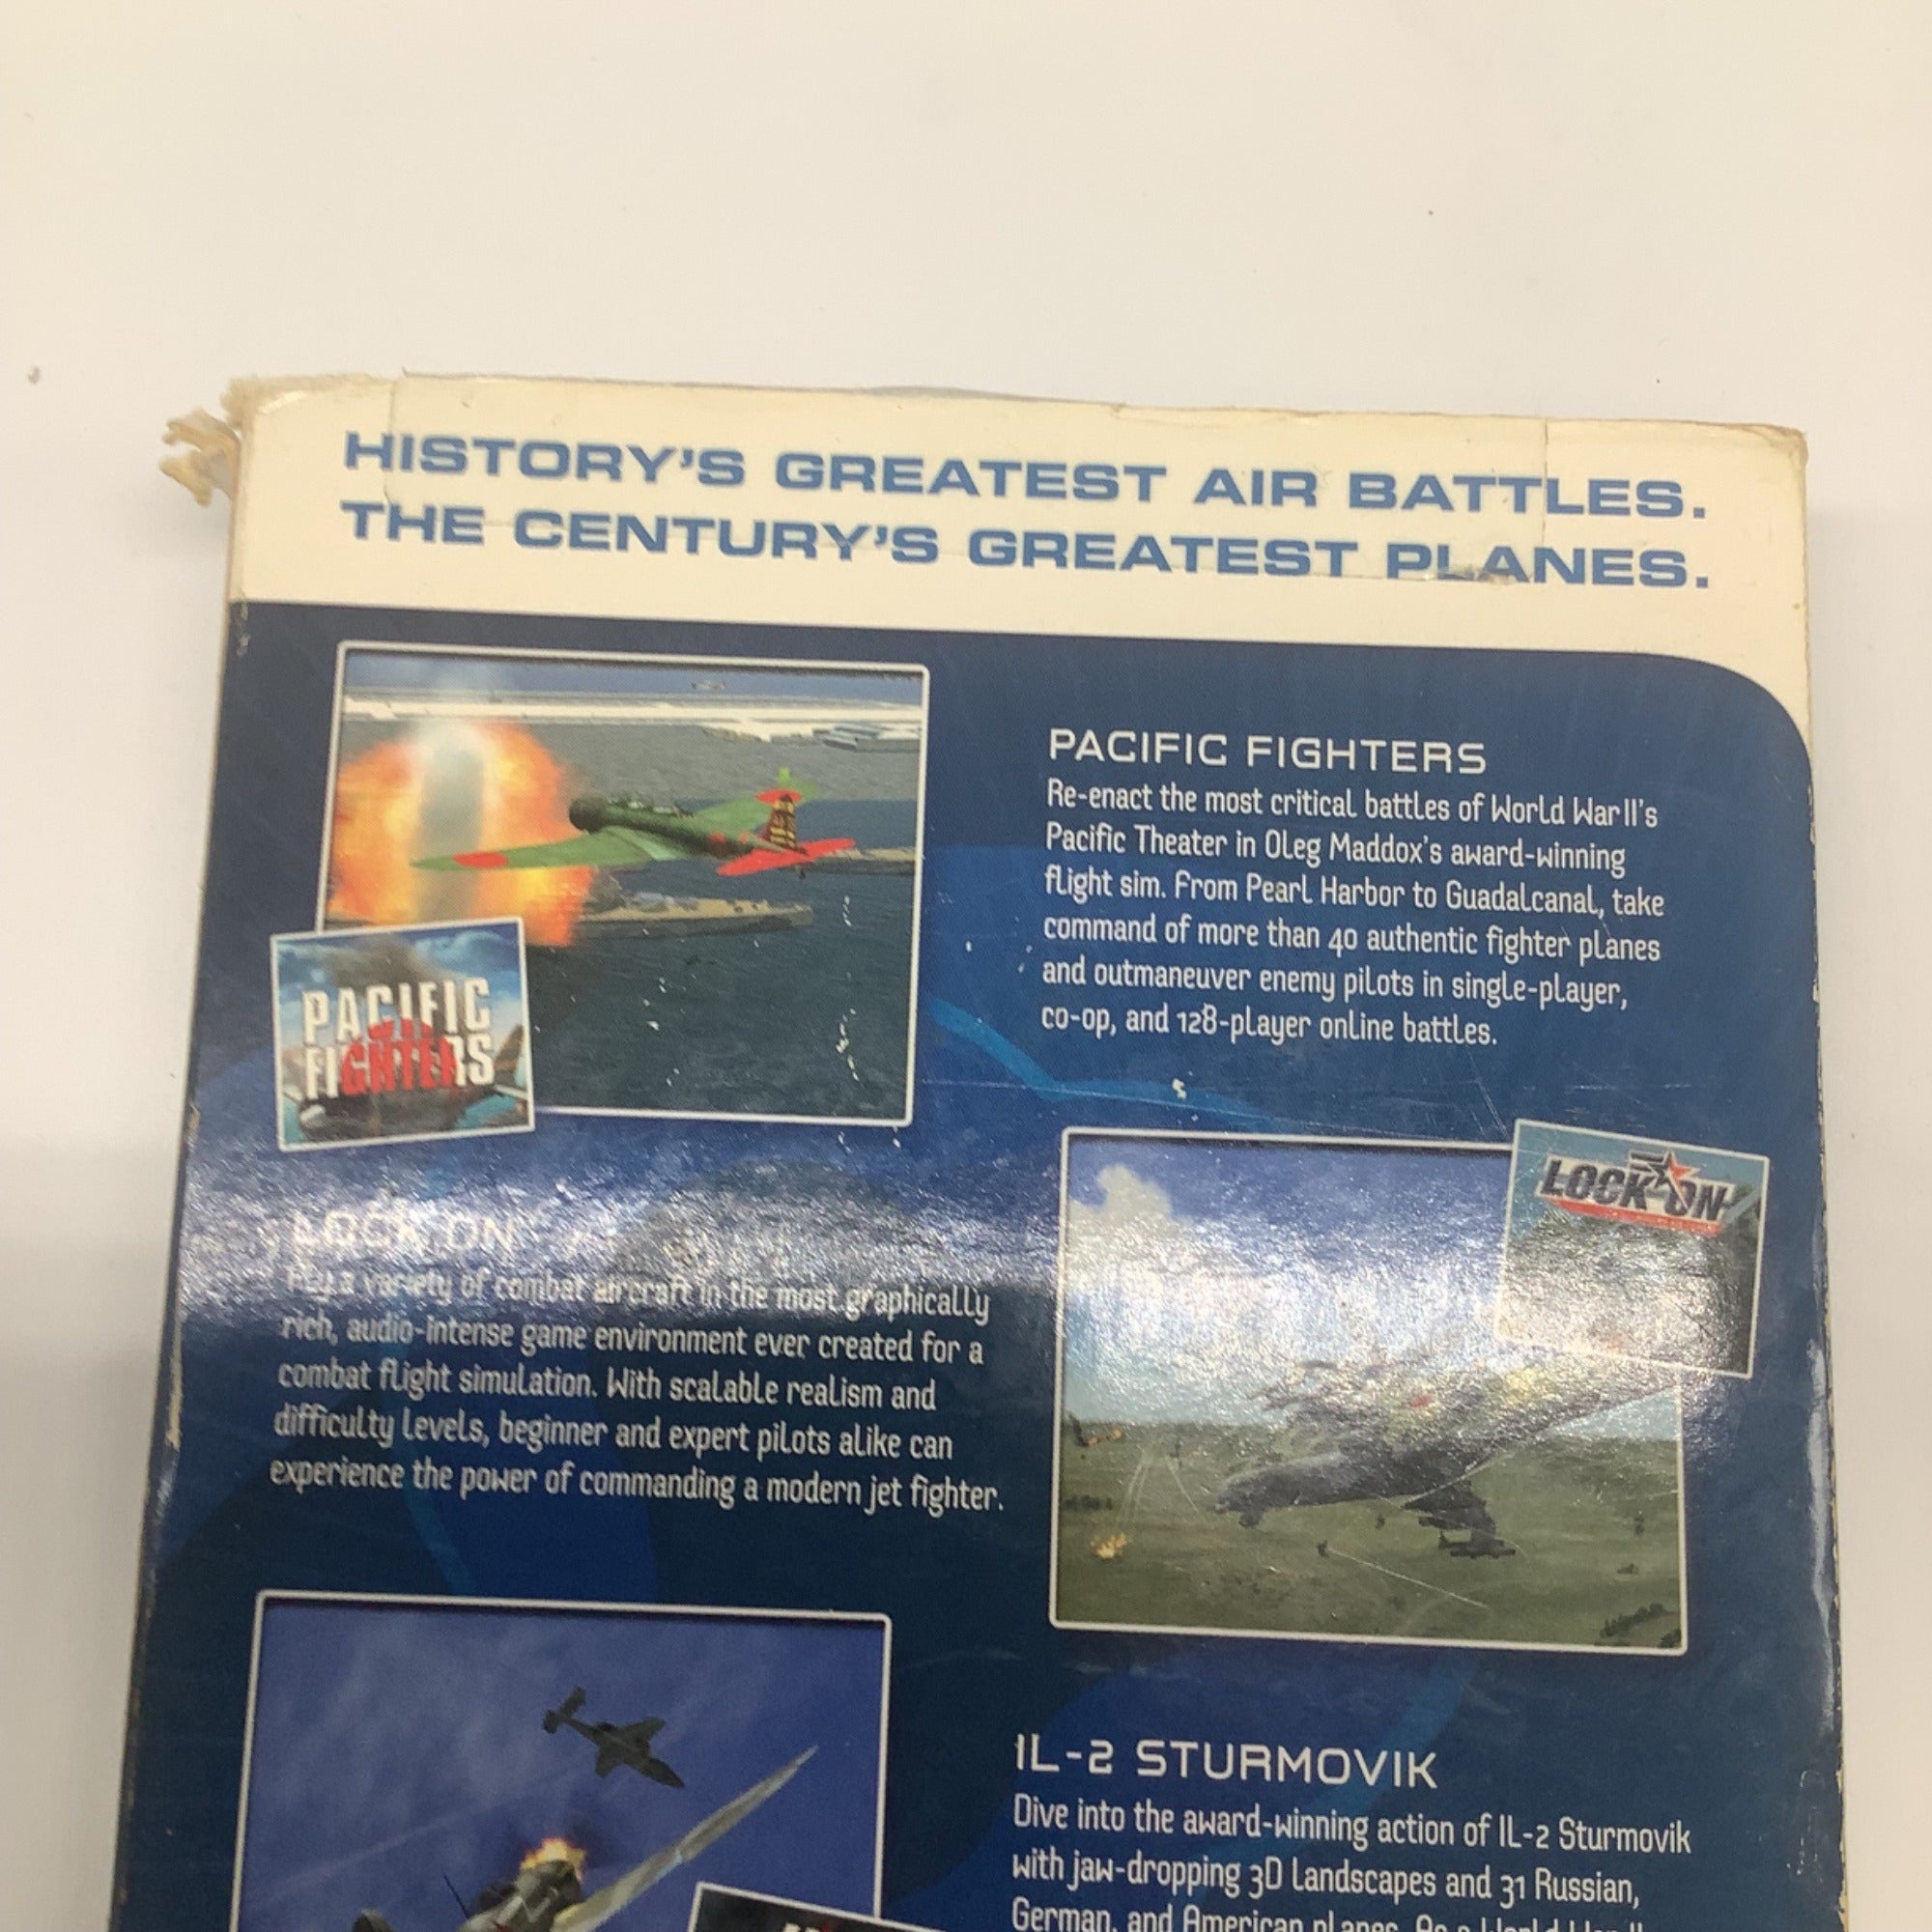 HISTORY'S GREATEST AIR BATTLES.
THE CENTURY'S GREATEST PLANES.
PACIFIC FIGHTERS
Re-enact the most critical battles of World War II's
Pacific Theater in Oleg Maddox's award-winning
flight sim. From Pearl Harbor to Guadalcanal, take
command of more than 40 authentic fighter planes
and outmaneuver enemy pilots in single-player,
co-op, and 128-player online battles.
PACIFIC
FIGHTERS
LOCK ON
LOCK ON
Fly a variety of combat aircraft in the most graphically
rich, audio-intense game environment ever created for a
combat flight simulation. With scalable realism and
difficulty levels, beginner and expert pilots alike can
experience the power of commanding a modern jet fighter.
IL-2 STURMOVIK
Dive into the award-winning action of IL-2 Sturmovik
with jaw-dropping 3D landscapes and 31 Russian,
German, and American planes. As a World War II